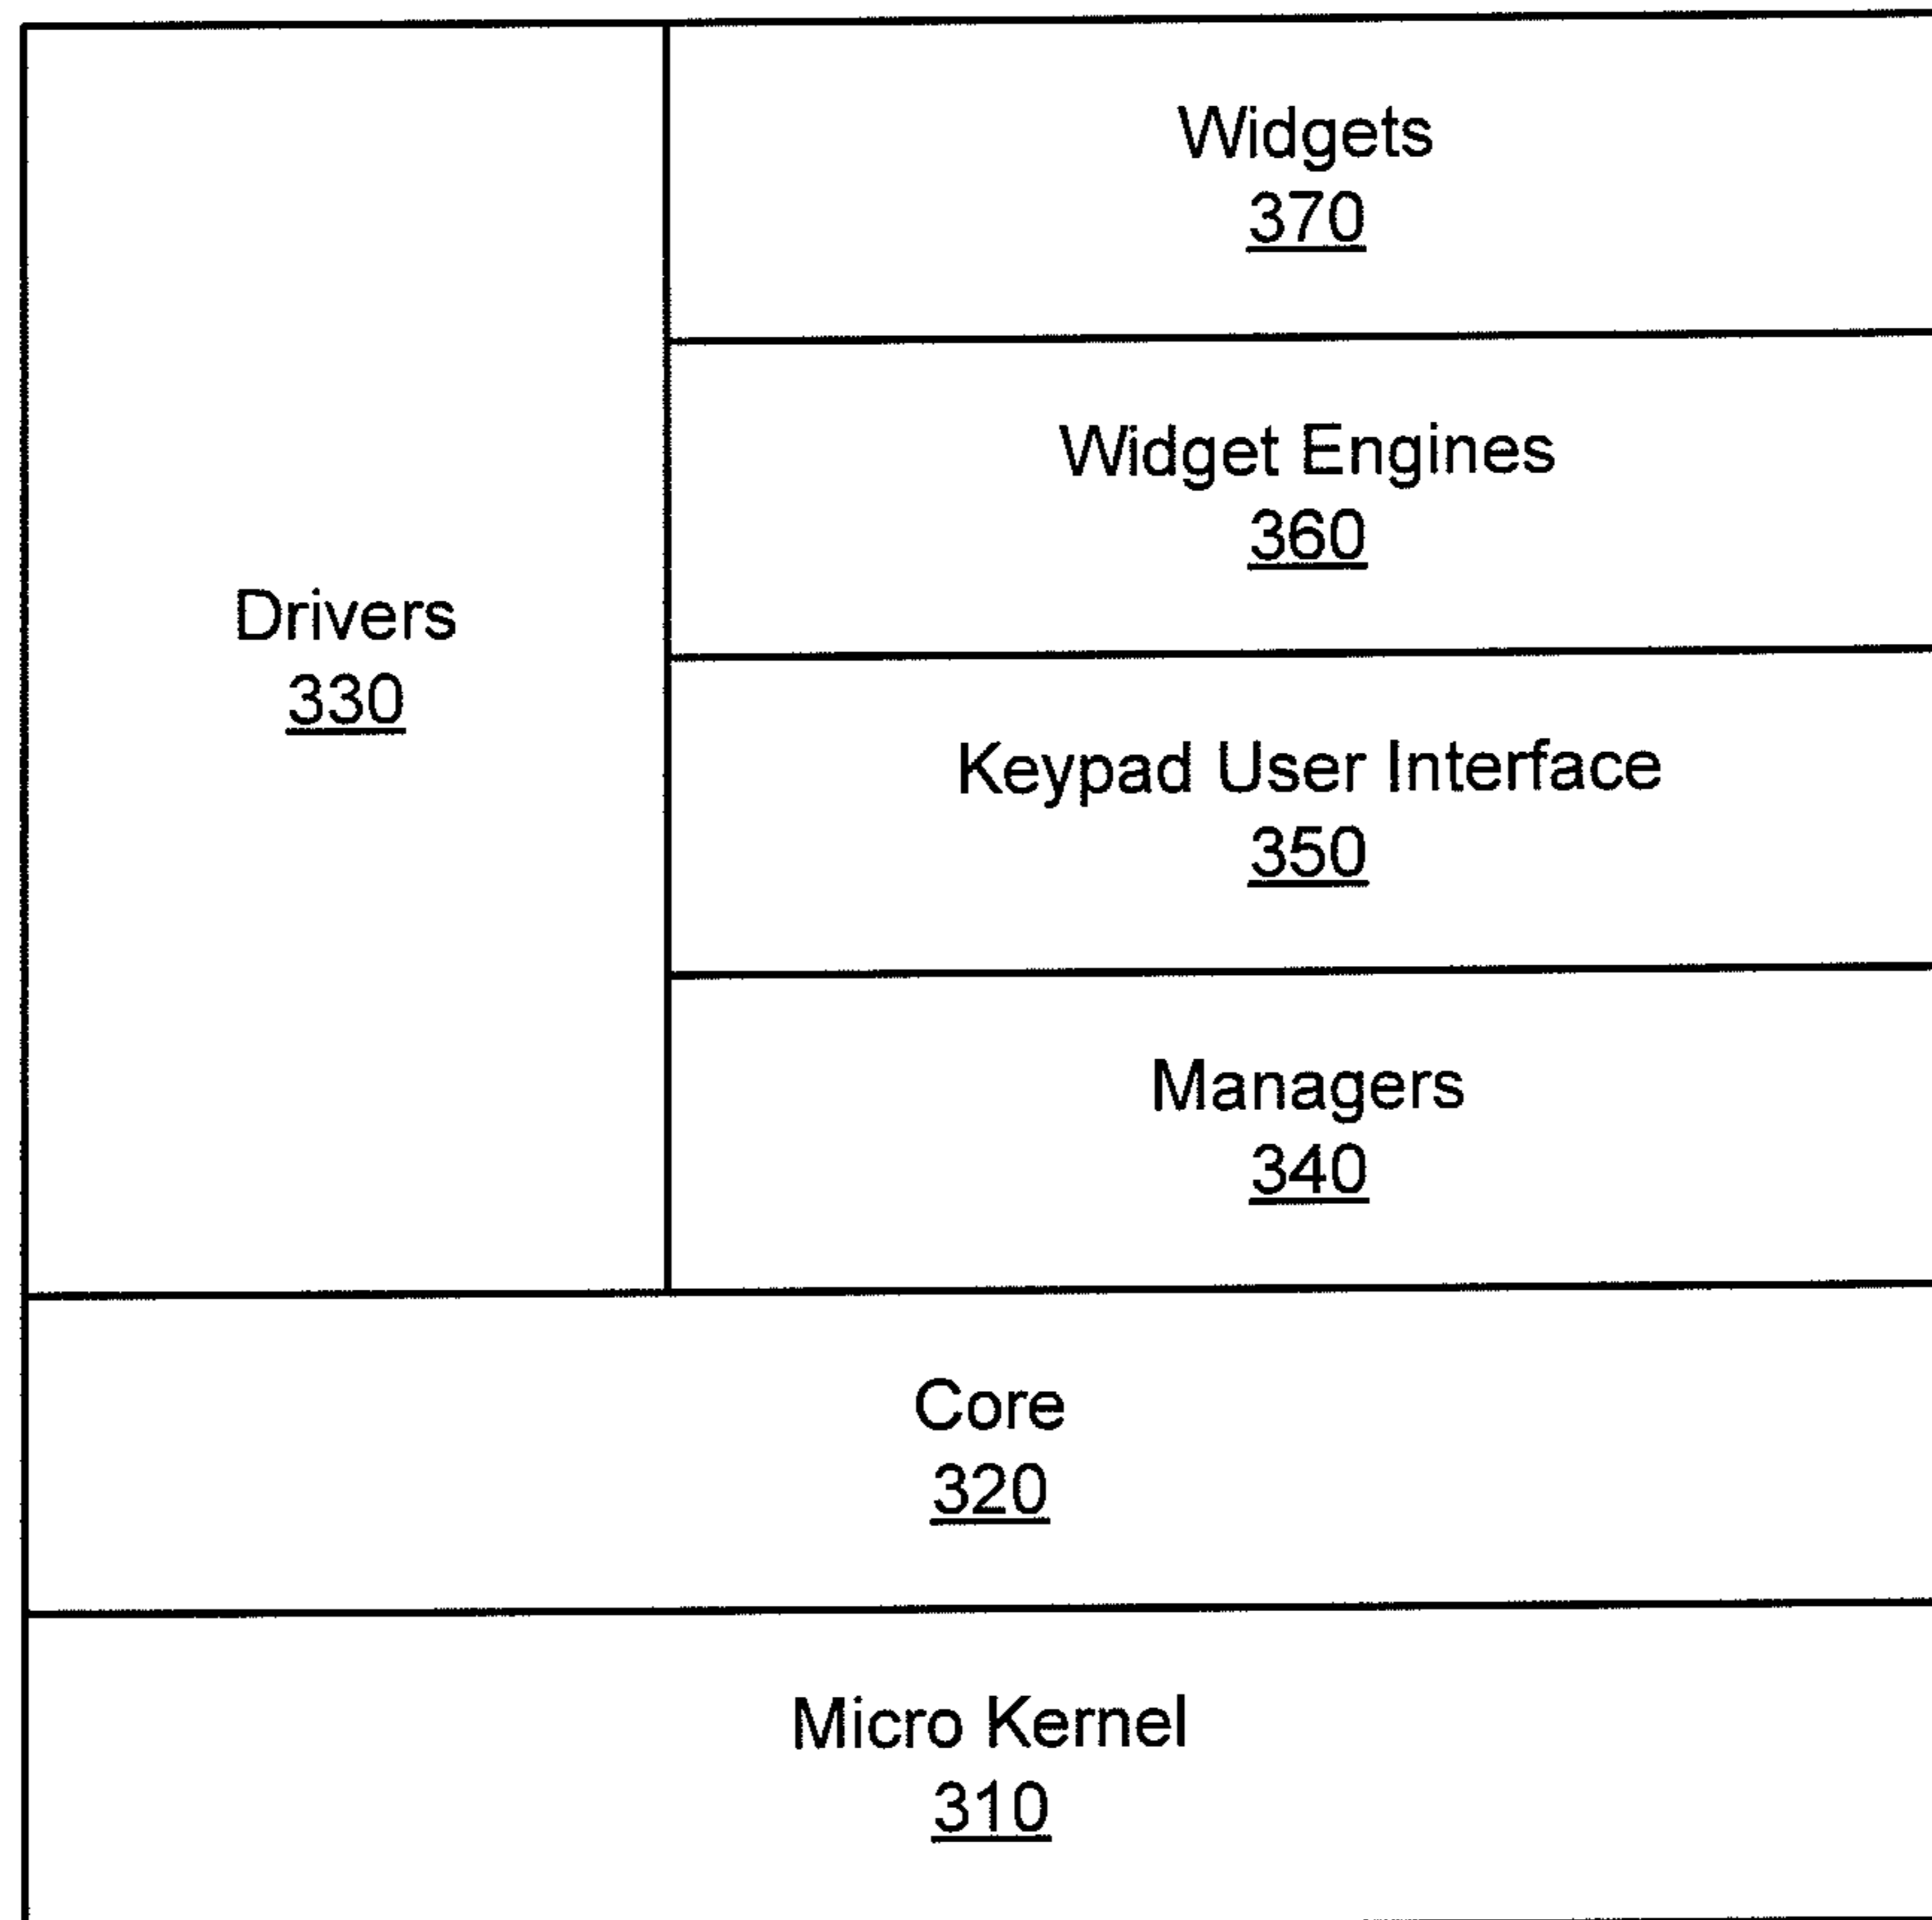 Widgets
370
Widget Engines
360
Drivers
330
Keypad User Interface
350
Managers
340
Core
320
Micro Kernel
310